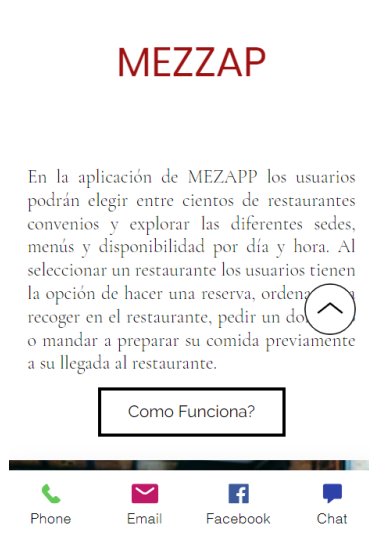 MEZZAP
En la aplicación de MEZAPP los usuarios
podrán elegir entre cientos de restaurantes
convenios y explorar las diferentes sedes,
menús y disponibilidad por día y hora. Al
seleccionar un restaurante los usuarios tienen
la opción de hacer una reserva,
recoger en el restaurante, pedir un
o mandar a preparar su comida previamente
a su llegada al restaurante.
Como Funciona?
Phone Email Facebook Chat